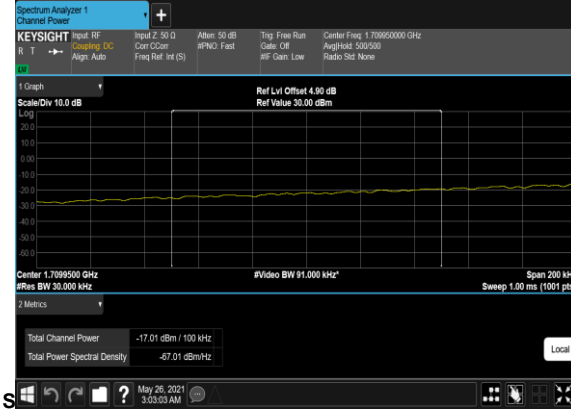 Spectrum Analyzer 1
Channel Power
+
KEYSIGHT
R T
LXI
Input: RF
Coupling: DC
Align: Auto
Input Z: 50 Ω
Corr CCorr
Freq Ref: Int (S)
Atten: 50 dB
#PNO: Fast
Trig: Free Run
Gate: Off
#IF Gain: Low
Center Freq: 1.709950000 GHz
Avg|Hold: 500/500
Radio Std: None
1 Graph
Scale/Div 10.0 dB
Ref Lvl Offset 4.90 dB
Ref Value 30.00 dBm
Log
20.0
10.0
0.00
-10.0
-20.0
-30.0
-40.0
-50.0
-60.0
Center 1.7099500 GHz
#Res BW 30.000 kHz
#Video BW 91.000 kHz*
Span 200 kH
Sweep 1.00 ms (1001 pts
2 Metrics
Total Channel Power -17.01 dBm / 100 kHz
Total Power Spectral Density -67.01 dBm/Hz
Local
S
?
May 26, 2021
3:03:03 AM